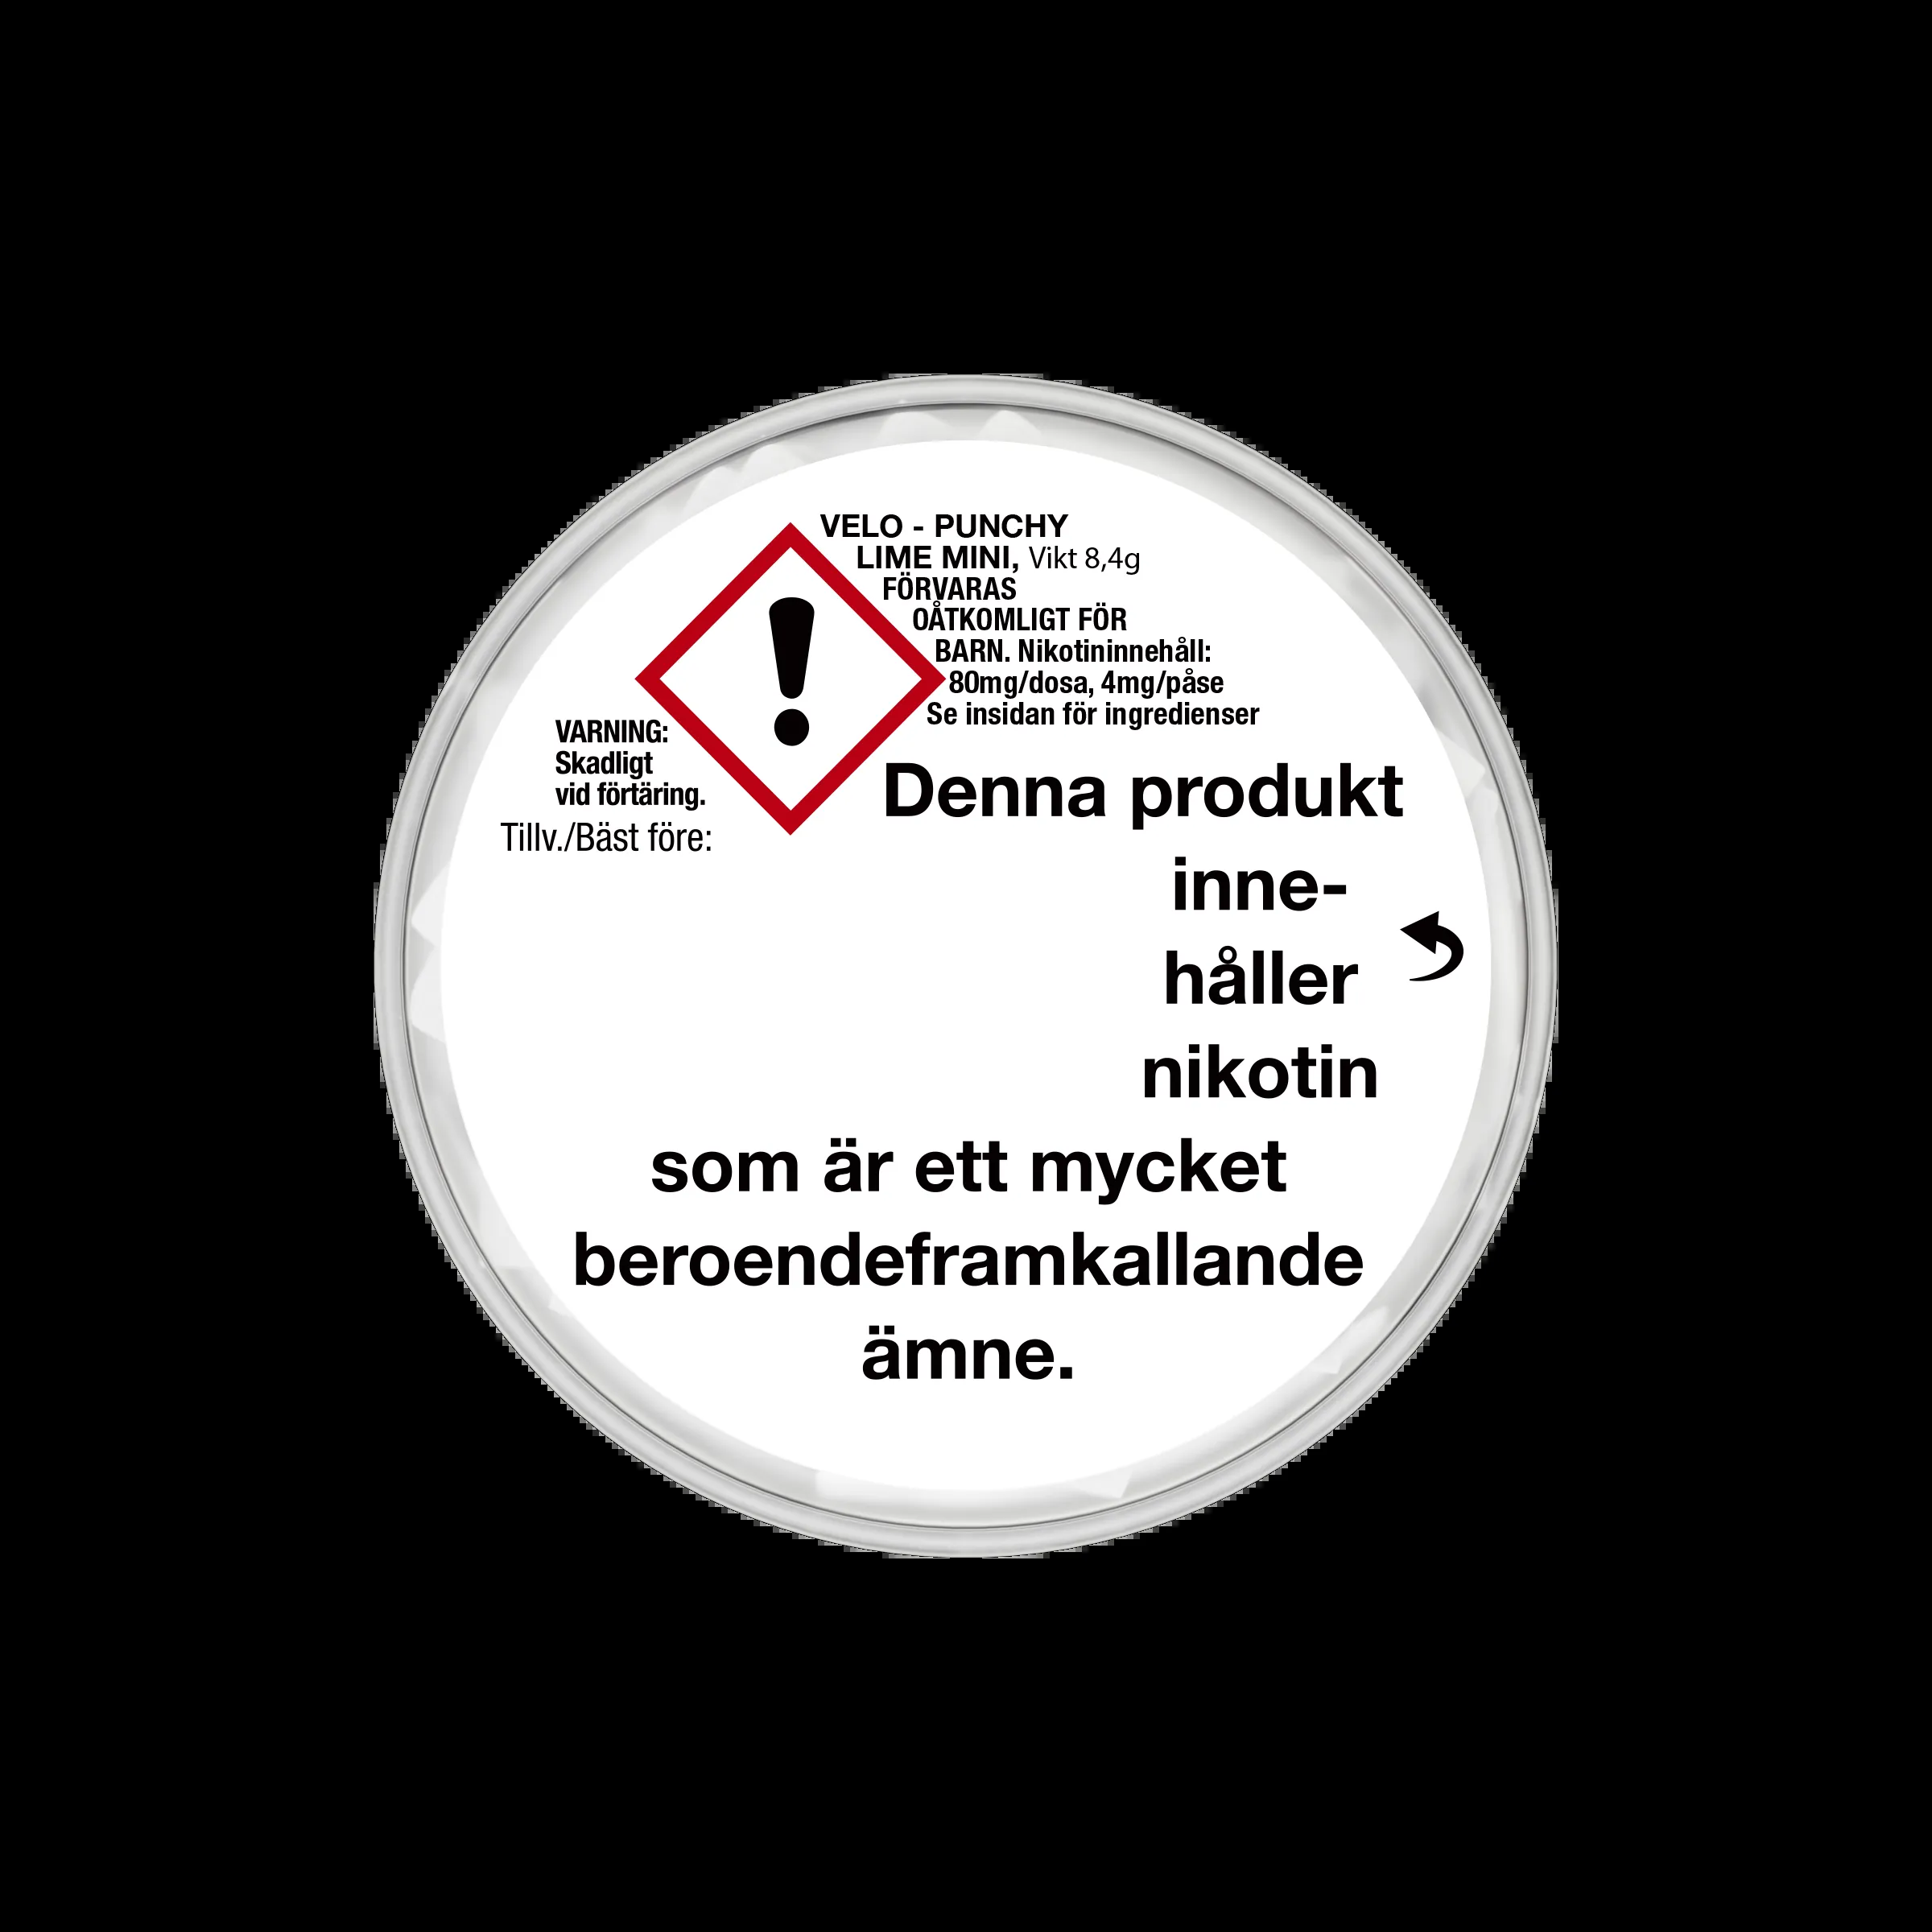 VELO - PUNCHY
LIME MINI, Vikt 8,4g
FÖRVARAS
OÅTKOMLIGT FÖR
BARN. Nikotininnehåll:
80mg/dosa, 4mg/påse
Se insidan för ingredienser
VARNING:
Skadligt
vid förtäring.
Tillv./Bäst före:
Denna produkt
inne-
håller
nikotin
som är ett mycket
beroendeframkallande
ämne.